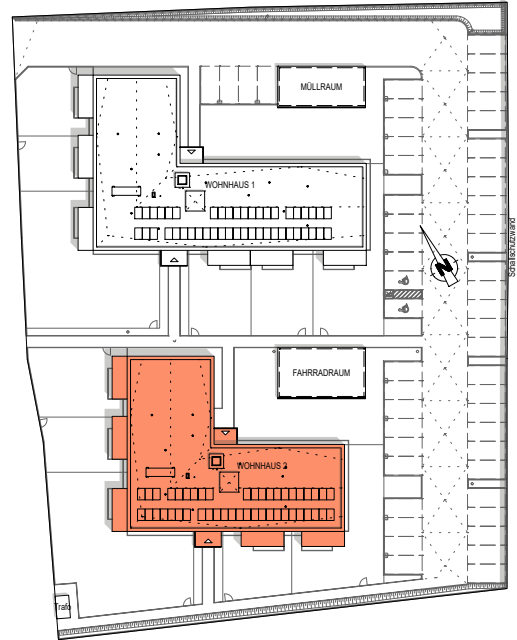 MÜLLRAUM
WOHNHAUS 1
N
Schallschutzwand
FAHRRADRAUM
WOHNHAUS 2
Trafo